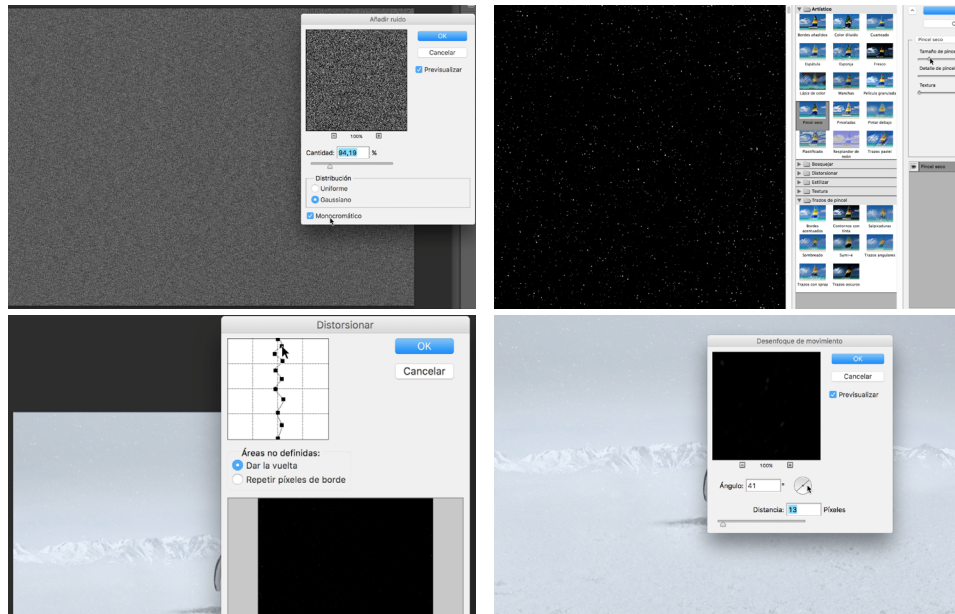 Añadir ruido
OK
Cancelar
Previsualizar
100%
Cantidad: 94,19 %
Distribución
Uniforme
Gaussiano
Monocromático
Artístico
Bordes añadidos Color diluido Cuarteado
Espátula Esponja Fresco
Lápiz de color Manchas Película granulada
Pincel seco Pinceladas Pintar debajo
Plastificado Resplandor de neón Trazos pastel
Bosquejar
Distorsionar
Estilizar
Textura
Trazos de pincel
Bordes acentuados Contornos con tinta Salpicaduras
Sombreado Sumi-e Trazos angulares
Trazos con spray Trazos oscuros
Pincel seco
Tamaño de pincel
Detalle de pincel
Textura
Pincel seco
Distorsionar
OK
Cancelar
Áreas no definidas:
Dar la vuelta
Repetir píxeles de borde
Desenfoque de movimiento
OK
Cancelar
Previsualizar
100%
Ángulo: 41 °
Distancia: 13 Píxeles